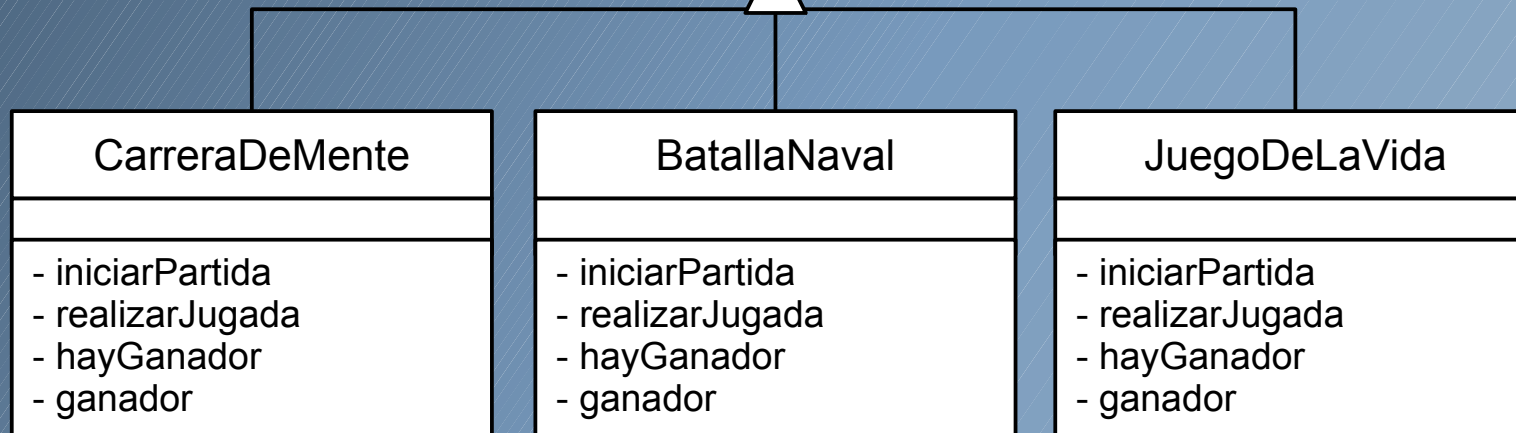 CarreraDeMente
- iniciarPartida
- realizarJugada
- hayGanador
- ganador
BatallaNaval
- iniciarPartida
- realizarJugada
- hayGanador
- ganador
JuegoDeLaVida
- iniciarPartida
- realizarJugada
- hayGanador
- ganador